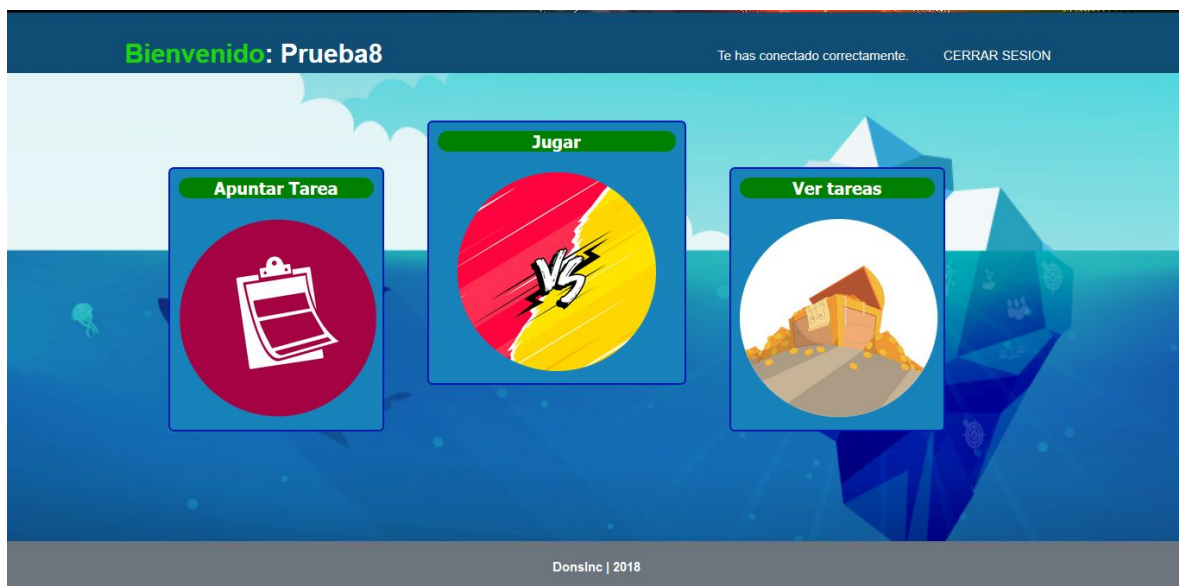 Bienvenido: Prueba8
Te has conectado correctamente.
CERRAR SESION
Apuntar Tarea
Jugar
VS
Ver tareas
DonsInc | 2018